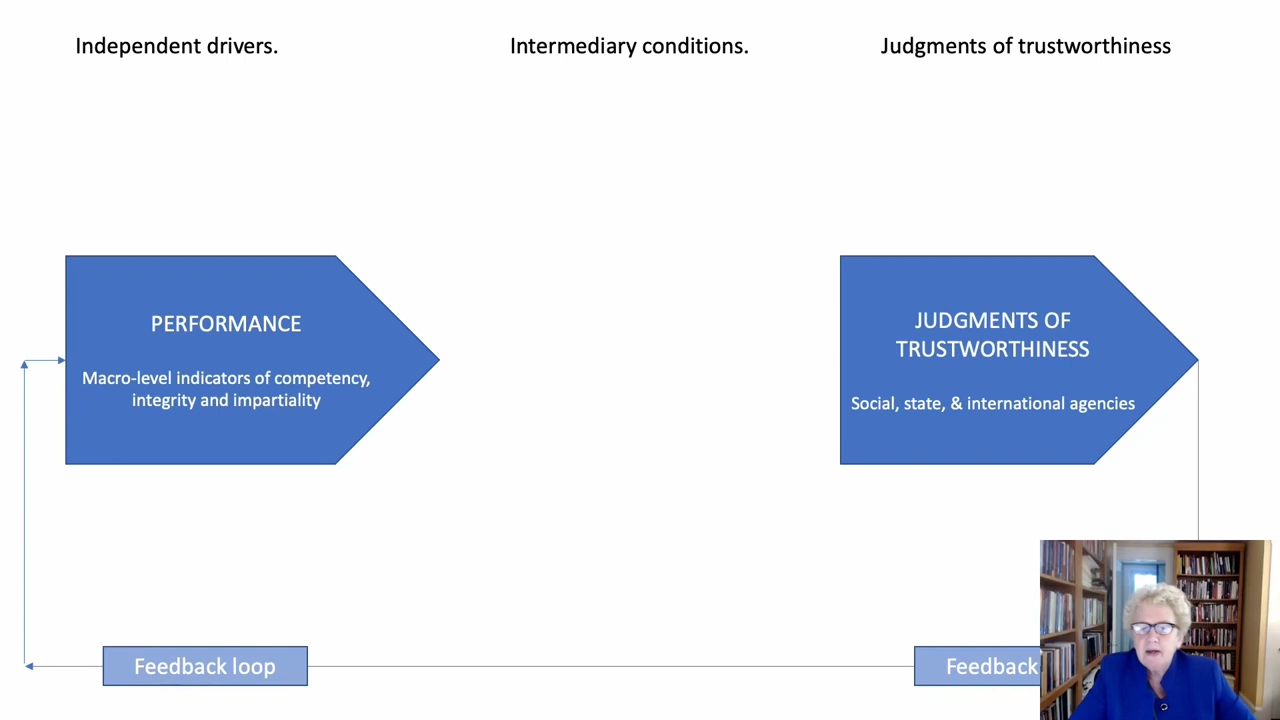 Independent drivers.
Intermediary conditions.
Judgments of trustworthiness
PERFORMANCE
Macro-level indicators of competency,
integrity and impartiality
JUDGMENTS OF
TRUSTWORTHINESS
Social, state, & international agencies
Feedback loop
Feedback